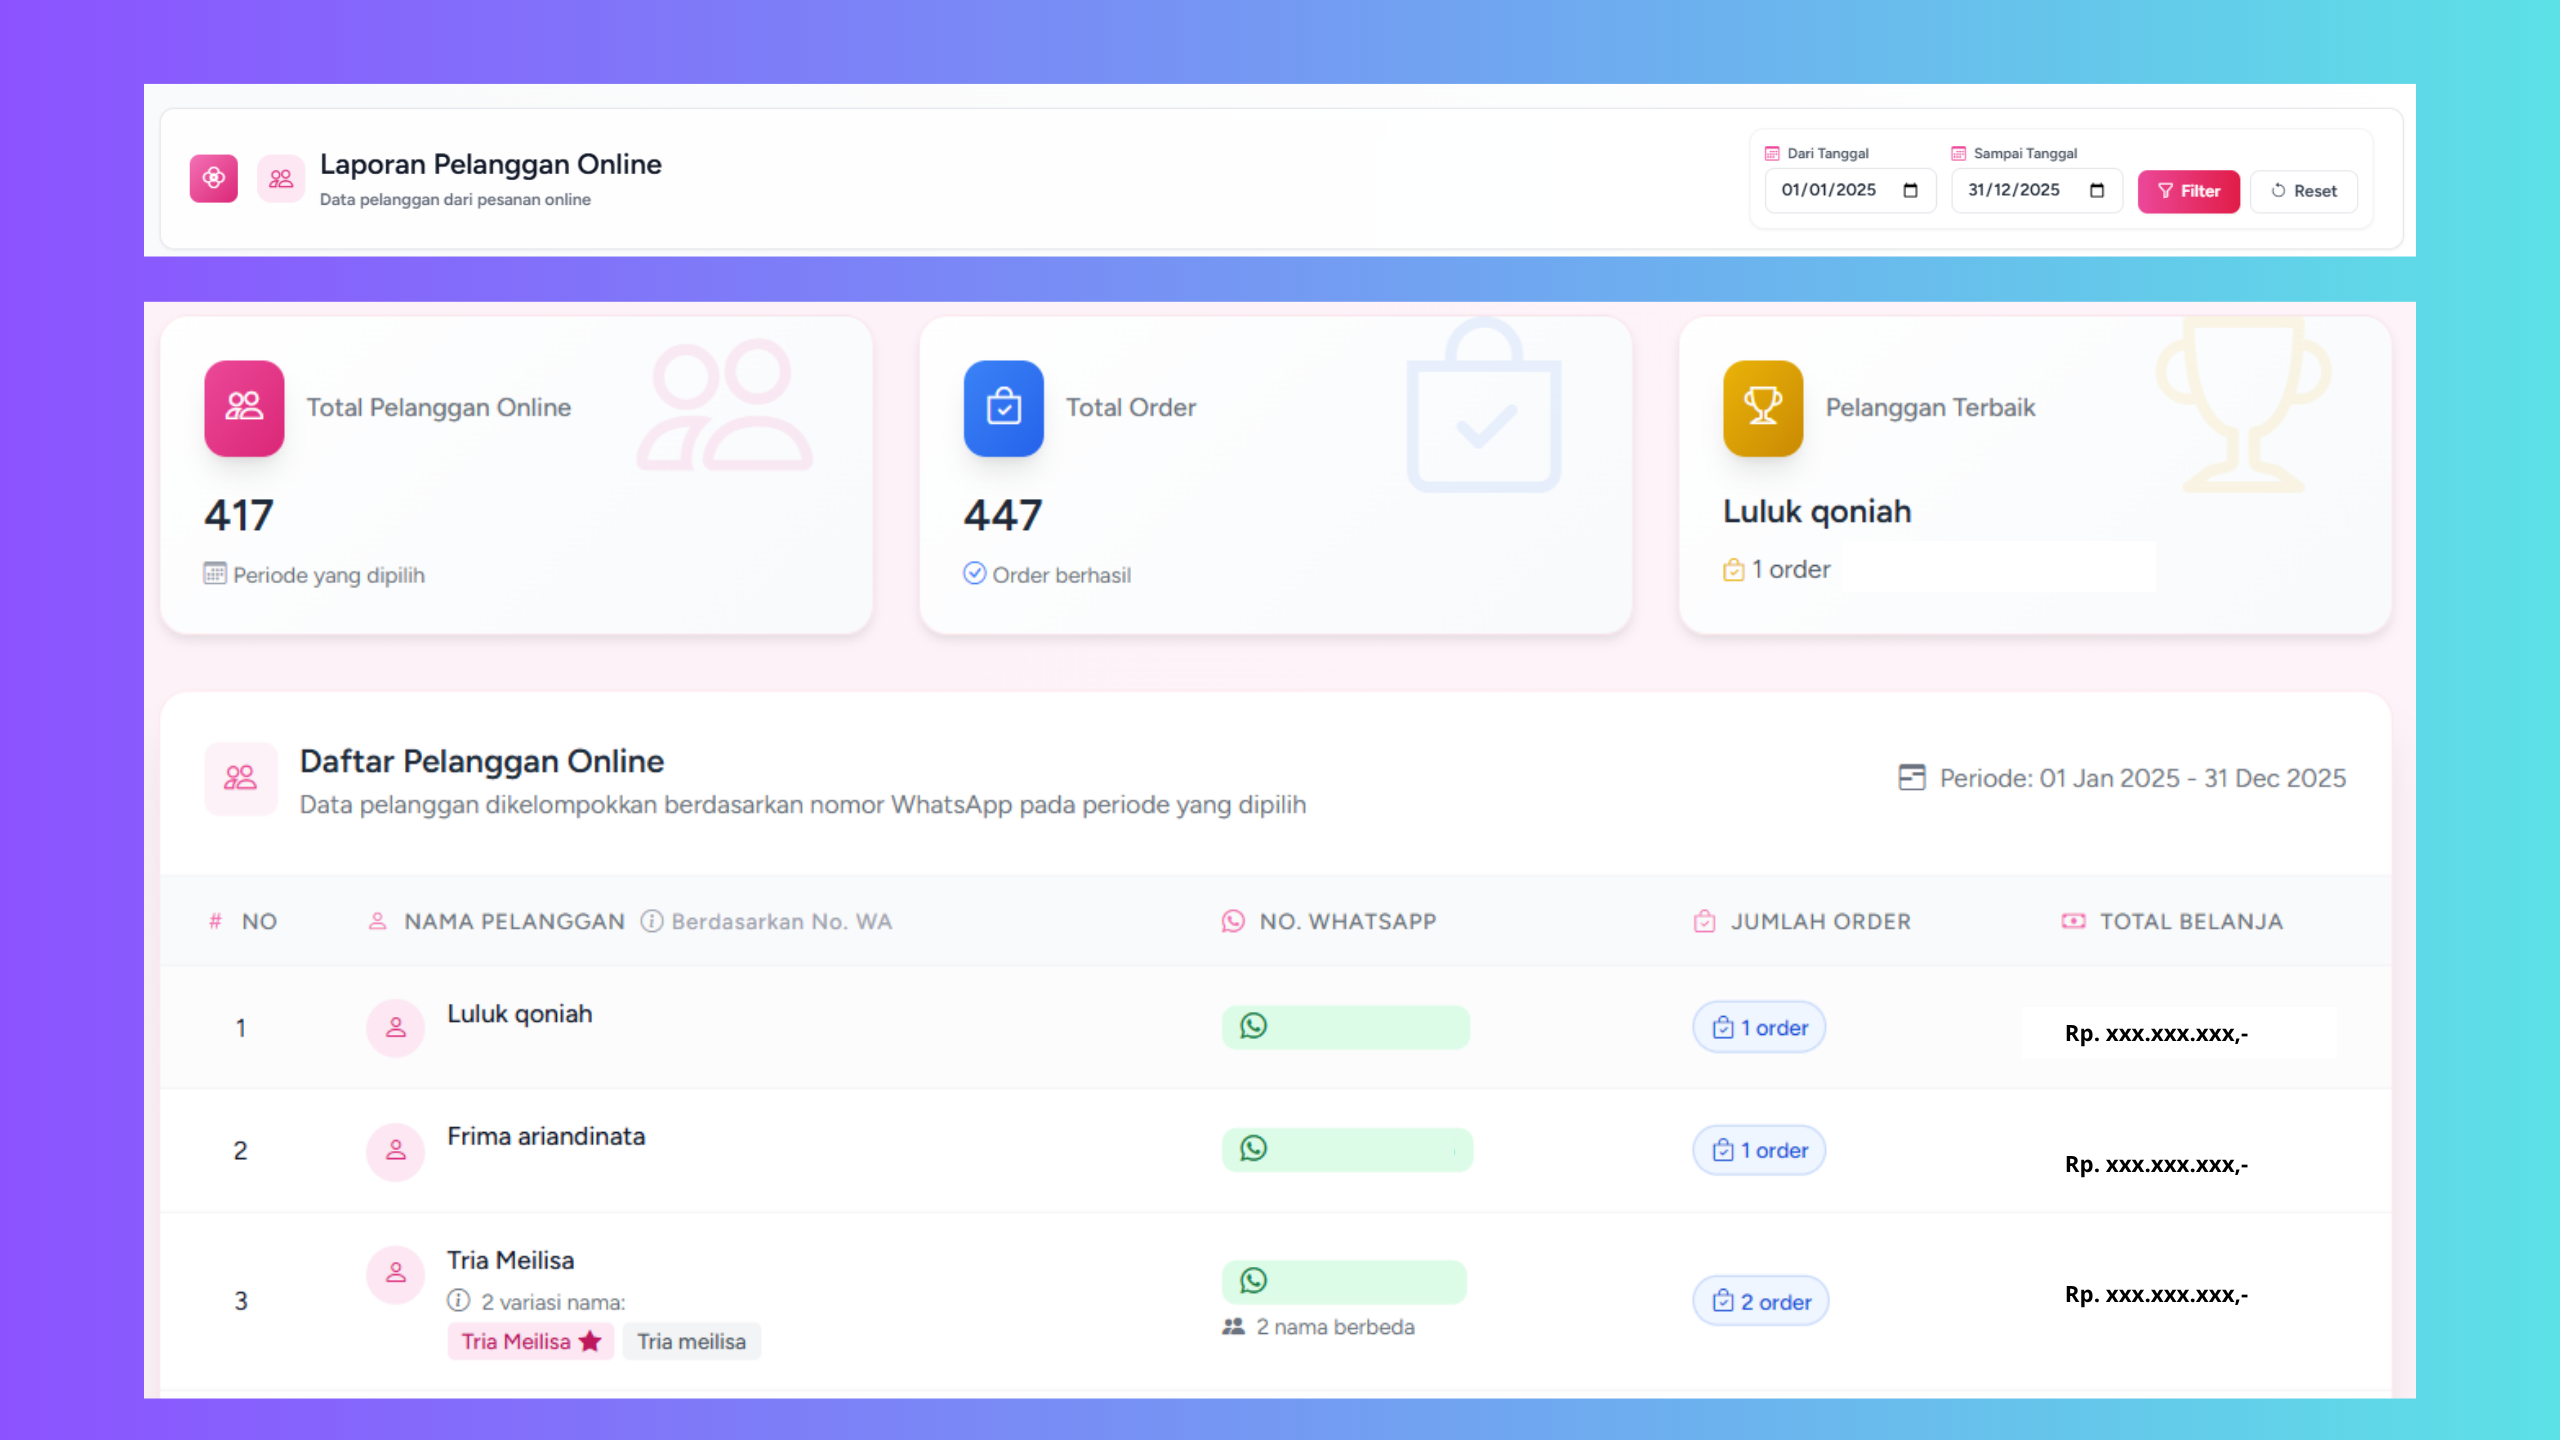 Laporan Pelanggan Online
Data pelanggan dari pesanan online
Dari Tanggal
Sampai Tanggal
01/01/2025
31/12/2025
Filter
Reset
Total Pelanggan Online
417
Periode yang dipilih
Total Order
447
Order berhasil
Pelanggan Terbaik
Luluk qoniah
1 order
Daftar Pelanggan Online
Data pelanggan dikelompokkan berdasarkan nomor WhatsApp pada periode yang dipilih
Periode: 01 Jan 2025 - 31 Dec 2025
# NO NAMA PELANGGAN Berdasarkan No. WA NO. WHATSAPP JUMLAH ORDER TOTAL BELANJA
1 Luluk qoniah 1 order Rp. xxx.xxx.xxx,-
2 Frima ariandinata 1 order Rp. xxx.xxx.xxx,-
3 Tria Meilisa 2 order Rp. xxx.xxx.xxx,-
2 variasi nama:
Tria Meilisa Tria meilisa
2 nama berbeda